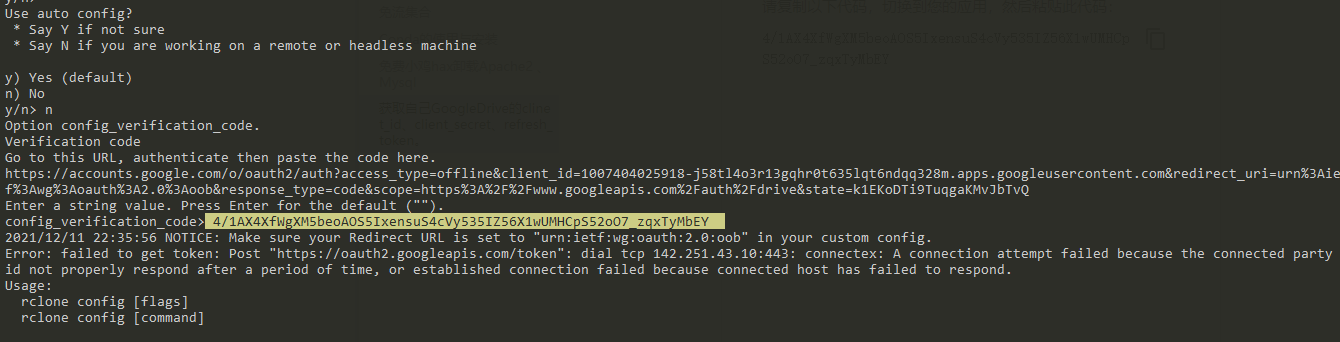 y/n>
Use auto config?
* Say Y if not sure
* Say N if you are working on a remote or headless machine
y) Yes (default)
n) No
y/n> n
Option config_verification_code.
Verification code
Go to this URL, authenticate then paste the code here.
https://accounts.google.com/o/oauth2/auth?access_type=offline&client_id=1007404025918-j58tl4o3r13gqhr0t635lqt6ndqq328m.apps.googleusercontent.com&redirect_uri=urn%3Aie
f%3Awg%3Aoauth%3A2.0%3Aoob&response_type=code&scope=https%3A%2F%2Fwww.googleapis.com%2Fauth%2Fdrive&state=k1EKoDTi9TuqgaKMvJbTvQ
Enter a string value. Press Enter for the default ("").
config_verification_code> 4/1AX4XfWgXM5beoAOS5IxensuS4cVy535IZ56X1wUMHCpS52oO7_zqxTyMbEY
2021/12/11 22:35:56 NOTICE: Make sure your Redirect URL is set to "urn:ietf:wg:oauth:2.0:oob" in your custom config.
Error: failed to get token: Post "https://oauth2.googleapis.com/token": dial tcp 142.251.43.10:443: connectex: A connection attempt failed because the connected party
id not properly respond after a period of time, or established connection failed because connected host has failed to respond.
Usage:
rclone config [flags]
rclone config [command]